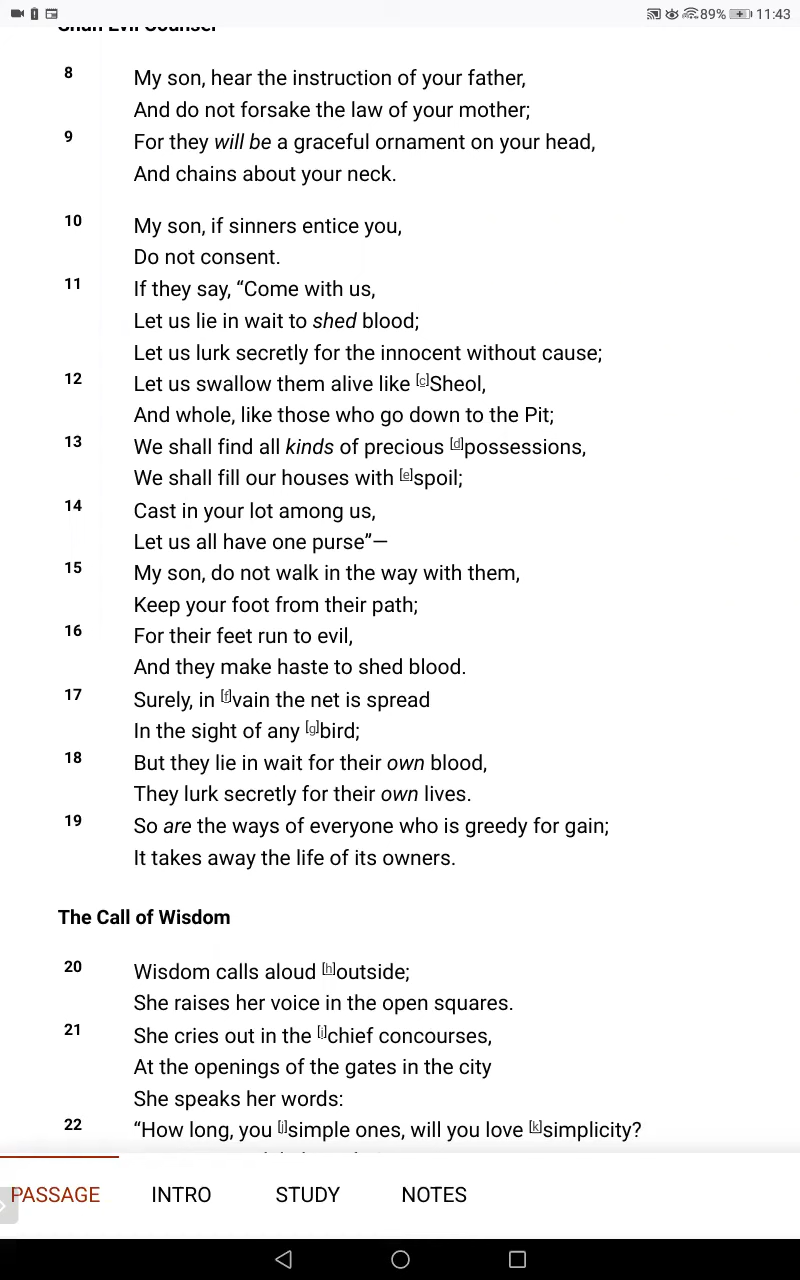 89% 11:43
Shun Evil Counsel
8 My son, hear the instruction of your father,
And do not forsake the law of your mother;
9 For they will be a graceful ornament on your head,
And chains about your neck.
10 My son, if sinners entice you,
Do not consent.
11 If they say, “Come with us,
Let us lie in wait to shed blood;
Let us lurk secretly for the innocent without cause;
12 Let us swallow them alive like [c]Sheol,
And whole, like those who go down to the Pit;
13 We shall find all kinds of precious [d]possessions,
We shall fill our houses with [e]spoil;
14 Cast in your lot among us,
Let us all have one purse”—
15 My son, do not walk in the way with them,
Keep your foot from their path;
16 For their feet run to evil,
And they make haste to shed blood.
17 Surely, in [f]vain the net is spread
In the sight of any [g]bird;
18 But they lie in wait for their own blood,
They lurk secretly for their own lives.
19 So are the ways of everyone who is greedy for gain;
It takes away the life of its owners.
The Call of Wisdom
20 Wisdom calls aloud [h]outside;
She raises her voice in the open squares.
21 She cries out in the [i]chief concourses,
At the openings of the gates in the city
She speaks her words:
22 “How long, you [j]simple ones, will you love [k]simplicity?
PASSAGE INTRO STUDY NOTES